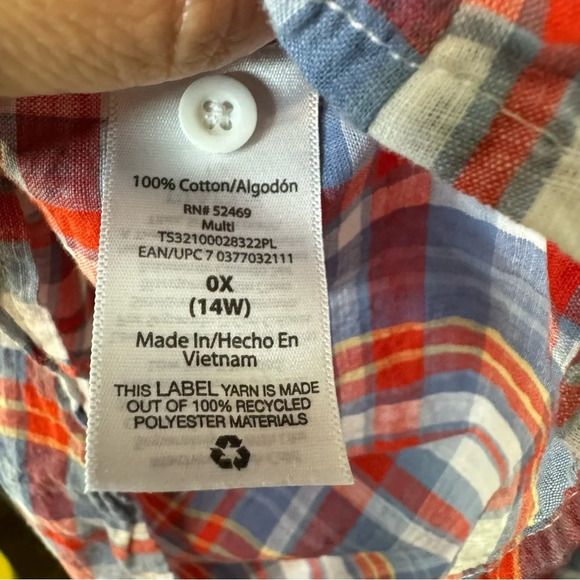 100% Cotton/Algodón
RN# 52469
Multi
TS32100028322PL
EAN/UPC 7 0377032111
0X
(14W)
Made In/Hecho En
Vietnam
THIS LABEL YARN IS MADE
OUT OF 100% RECYCLED
POLYESTER MATERIALS